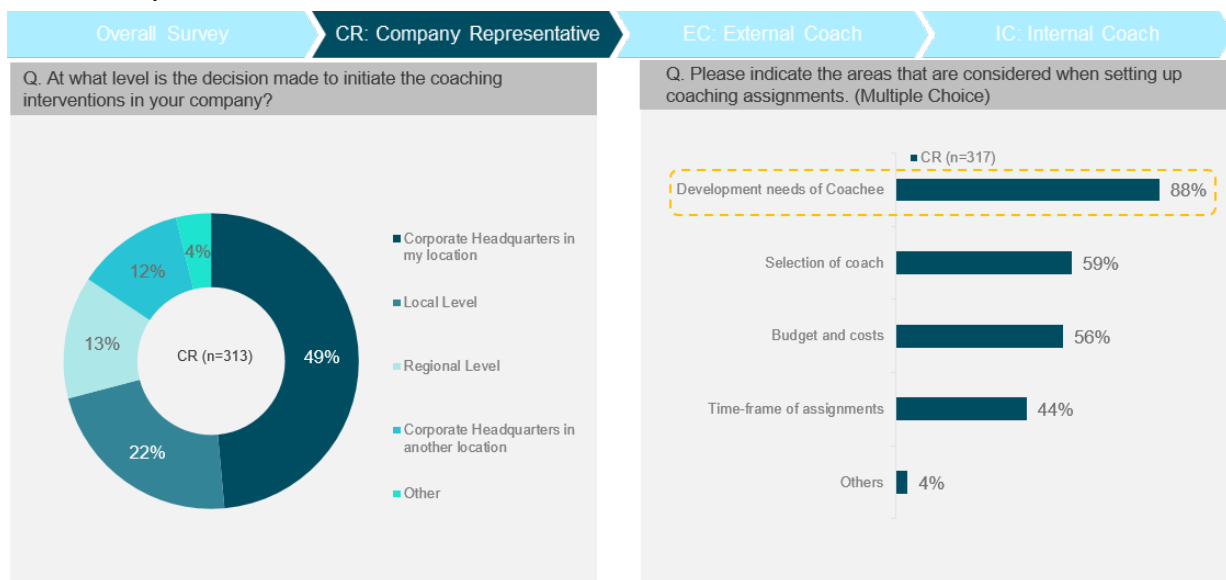 Overall Survey
CR: Company Representative
EC: External Coach
IC: Internal Coach
Q. At what level is the decision made to initiate the coaching
interventions in your company?
49%
22%
13%
12%
4%
CR (n=313)
Corporate Headquarters in
my location
Local Level
Regional Level
Corporate Headquarters in
another location
Other
Q. Please indicate the areas that are considered when setting up
coaching assignments. (Multiple Choice)
CR (n=317)
Development needs of Coachee 88%
Selection of coach 59%
Budget and costs 56%
Time-frame of assignments 44%
Others 4%